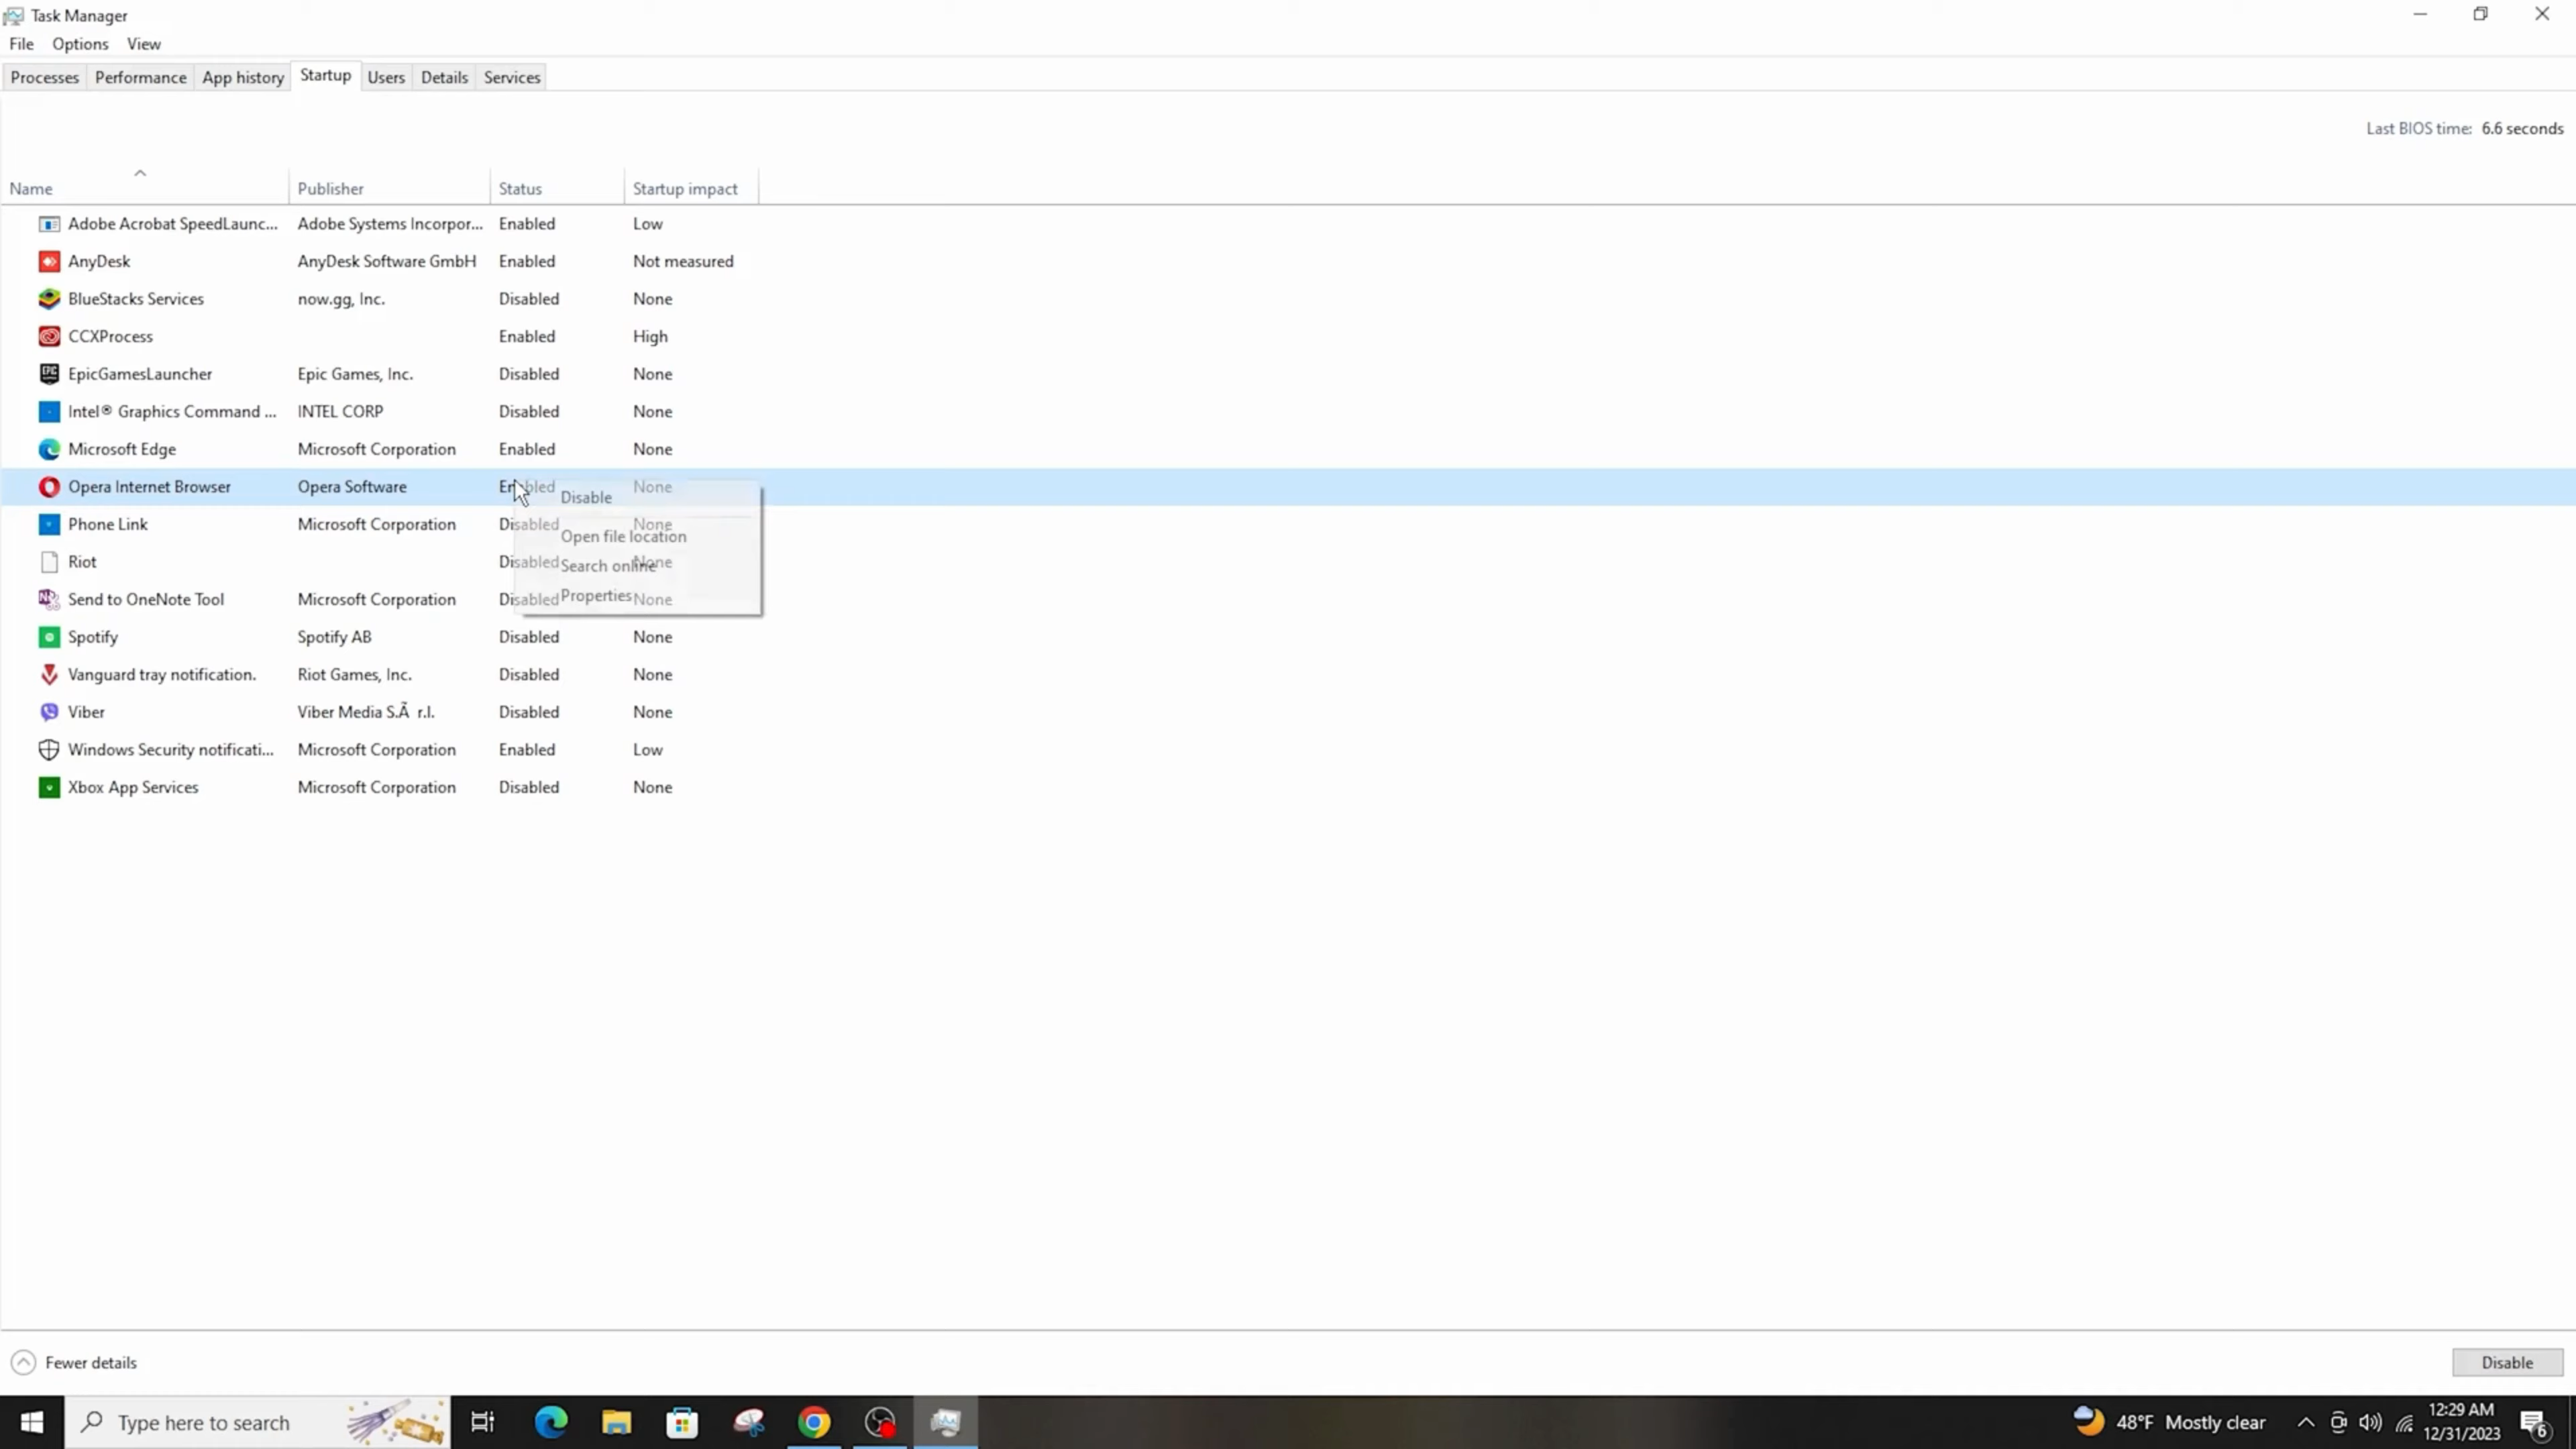 Task Manager
File Options View
Processes Performance App history Startup Users Details Services
Last BIOS time: 6.6 seconds
Name Publisher Status Startup impact
Adobe Acrobat SpeedLaunc... Adobe Systems Incorpor... Enabled Low
AnyDesk AnyDesk Software GmbH Enabled Not measured
BlueStacks Services now.gg, Inc. Disabled None
CCXProcess Enabled High
EpicGamesLauncher Epic Games, Inc. Disabled None
Intel® Graphics Command ... INTEL CORP Disabled None
Microsoft Edge Microsoft Corporation Enabled None
Opera Internet Browser Opera Software Enabled None
Disable
Phone Link Microsoft Corporation Disabled None
Open file location
Riot Disabled None
Search online
Send to OneNote Tool Microsoft Corporation Disabled None
Properties
Spotify Spotify AB Disabled None
Vanguard tray notification. Riot Games, Inc. Disabled None
Viber Viber Media S.Ã r.l. Disabled None
Windows Security notificati... Microsoft Corporation Enabled Low
Xbox App Services Microsoft Corporation Disabled None
Fewer details Disable
Type here to search
48°F Mostly clear
12:29 AM
12/31/2023
6